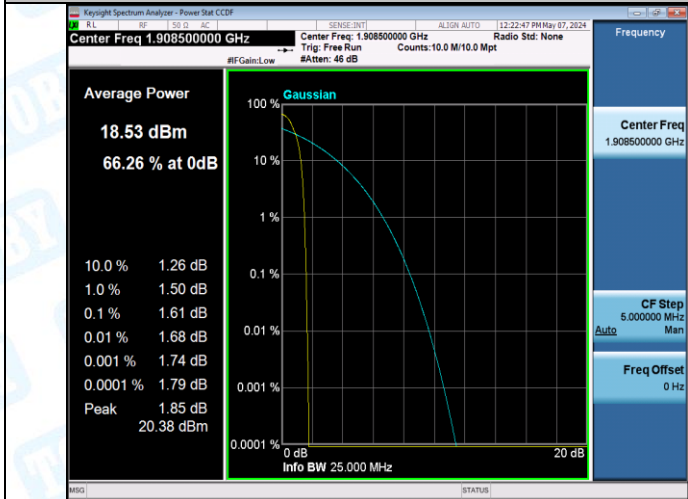 Keysight Spectrum Analyzer - Power Stat CCDF
RL RF 50 Ω AC SENSE:INT ALIGN AUTO 12:22:47 PM May 07, 2024
Center Freq 1.908500000 GHz
Center Freq: 1.908500000 GHz Radio Std: None
Trig: Free Run Counts:10.0 M/10.0 Mpt
#IFGain:Low #Atten: 46 dB
Frequency
Average Power
18.53 dBm
66.26 % at 0dB
10.0 % 1.26 dB
1.0 % 1.50 dB
0.1 % 1.61 dB
0.01 % 1.68 dB
0.001 % 1.74 dB
0.0001 % 1.79 dB
Peak 1.85 dB
20.38 dBm
Gaussian
100 %
10 %
1 %
0.1 %
0.01 %
0.001 %
0.0001 %
0 dB 20 dB
Info BW 25.000 MHz
Center Freq
1.908500000 GHz
CF Step
5.000000 MHz
Auto Man
Freq Offset
0 Hz
MSG STATUS